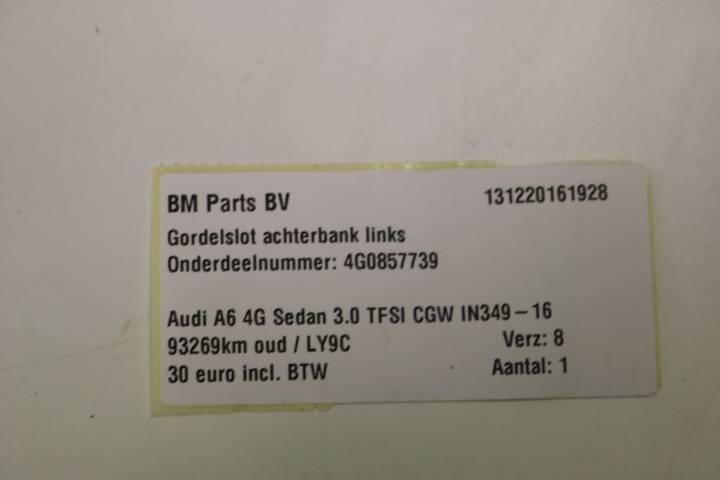 BM Parts BV 131220161928
Gordelslot achterbank links
Onderdeelnummer: 4G0857739
Audi A6 4G Sedan 3.0 TFSI CGW IN349-16
93269km oud / LY9C Verz: 8
30 euro incl. BTW Aantal: 1